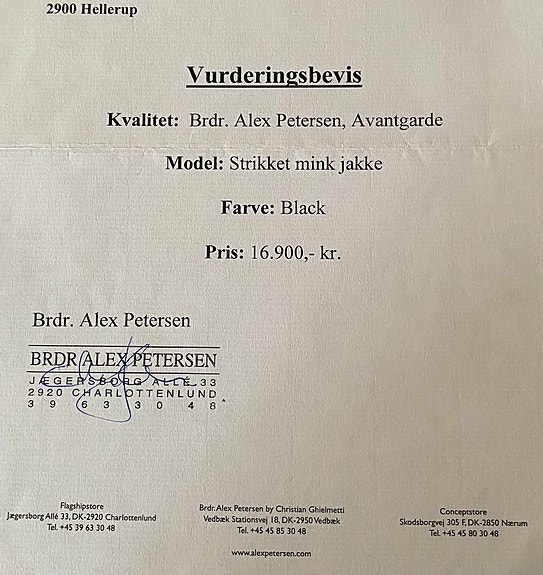 2900 Hellerup
Vurderingsbevis
Kvalitet: Brdr. Alex Petersen, Avantgarde
Model: Strikket mink jakke
Farve: Black
Pris: 16.900,- kr.
Brdr. Alex Petersen
BRDR ALEX PETERSEN
JÆGERSBORG ALLÉ 33
2920 CHARLOTTENLUND
39 63 30 48
Flagshipstore
Jægersborg Allé 33, DK-2920 Charlottenlund
Tel. +45 39 63 30 48
Brdr. Alex Petersen by Christian Ghielmetti
Vedbæk Stationsvej 18, DK-2950 Vedbæk
Tel. +45 45 85 30 48
www.alexpetersen.com
Conceptstore
Skodsborgvej 305 F, DK-2850 Nærum
Tel. +45 45 80 30 48